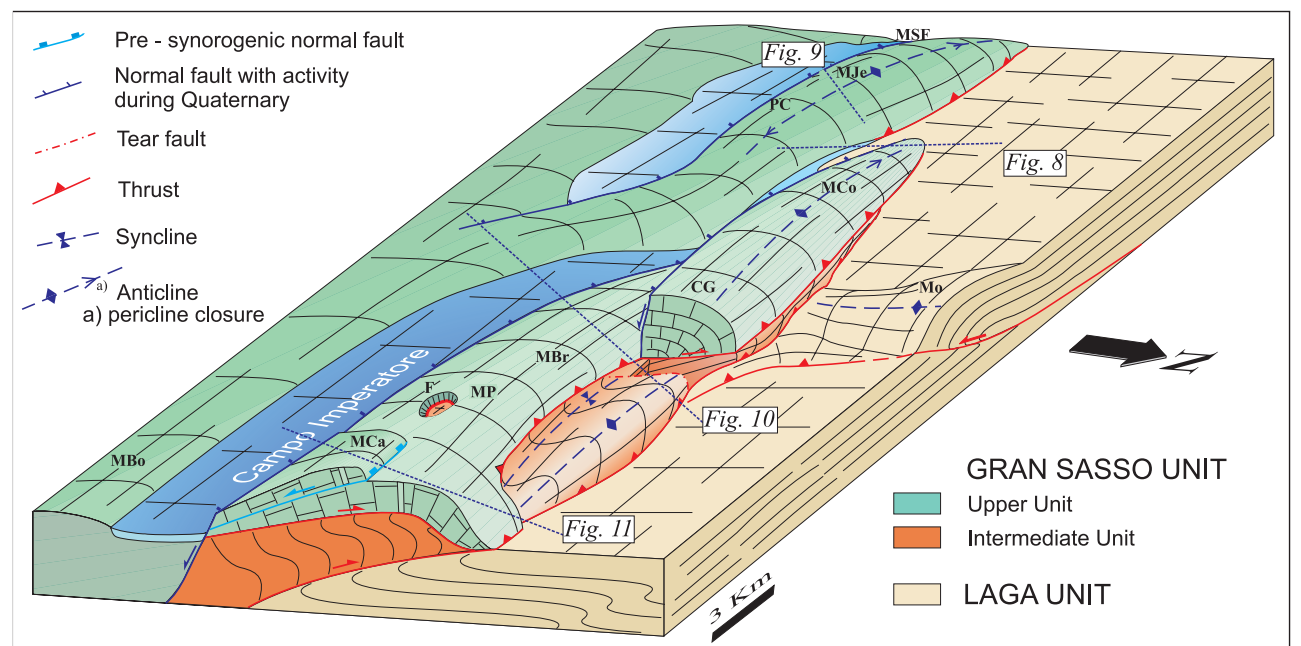 Pre - synorogenic normal fault
Normal fault with activity
during Quaternary
Tear fault
Thrust
Syncline
a)
Anticline
a) pericline closure
MSF
Fig. 9
MJe
PC
Fig. 8
MCo
CG
Mo
N
MBr
F
MP
Campo Imperatore
MCa
MBo
Fig. 10
Fig. 11
3 Km
GRAN SASSO UNIT
Upper Unit
Intermediate Unit
LAGA UNIT